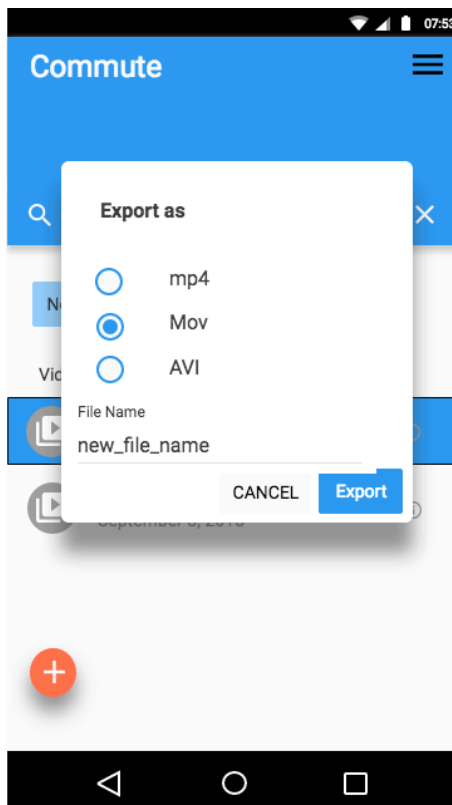 07:53
Commute
Export as
mp4
Mov
AVI
File Name
new_file_name
CANCEL
Export